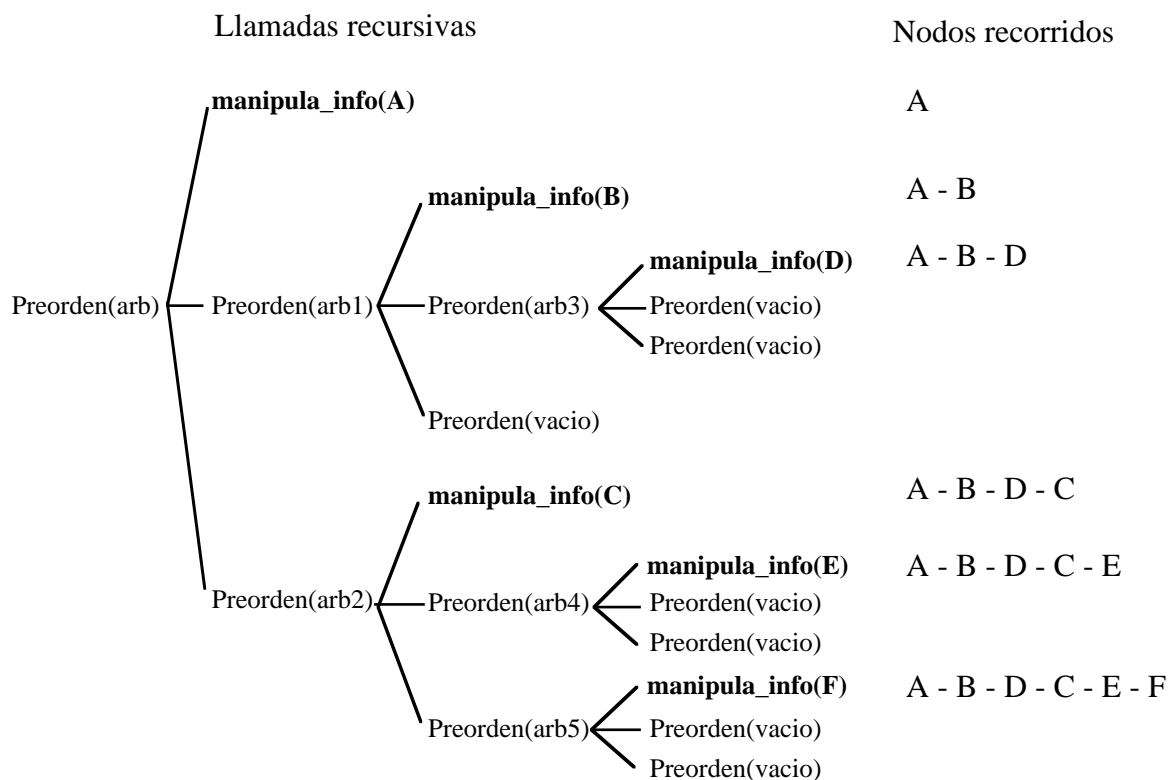 Llamadas recursivas
Nodos recorridos
manipula_info(A)
A
manipula_info(B)
A - B
manipula_info(D)
A - B - D
Preorden(arb)
Preorden(arb1)
Preorden(arb3)
Preorden(vacio)
Preorden(vacio)
Preorden(vacio)
manipula_info(C)
A - B - D - C
manipula_info(E)
A - B - D - C - E
Preorden(arb2)
Preorden(arb4)
Preorden(vacio)
Preorden(vacio)
manipula_info(F)
A - B - D - C - E - F
Preorden(arb5)
Preorden(vacio)
Preorden(vacio)